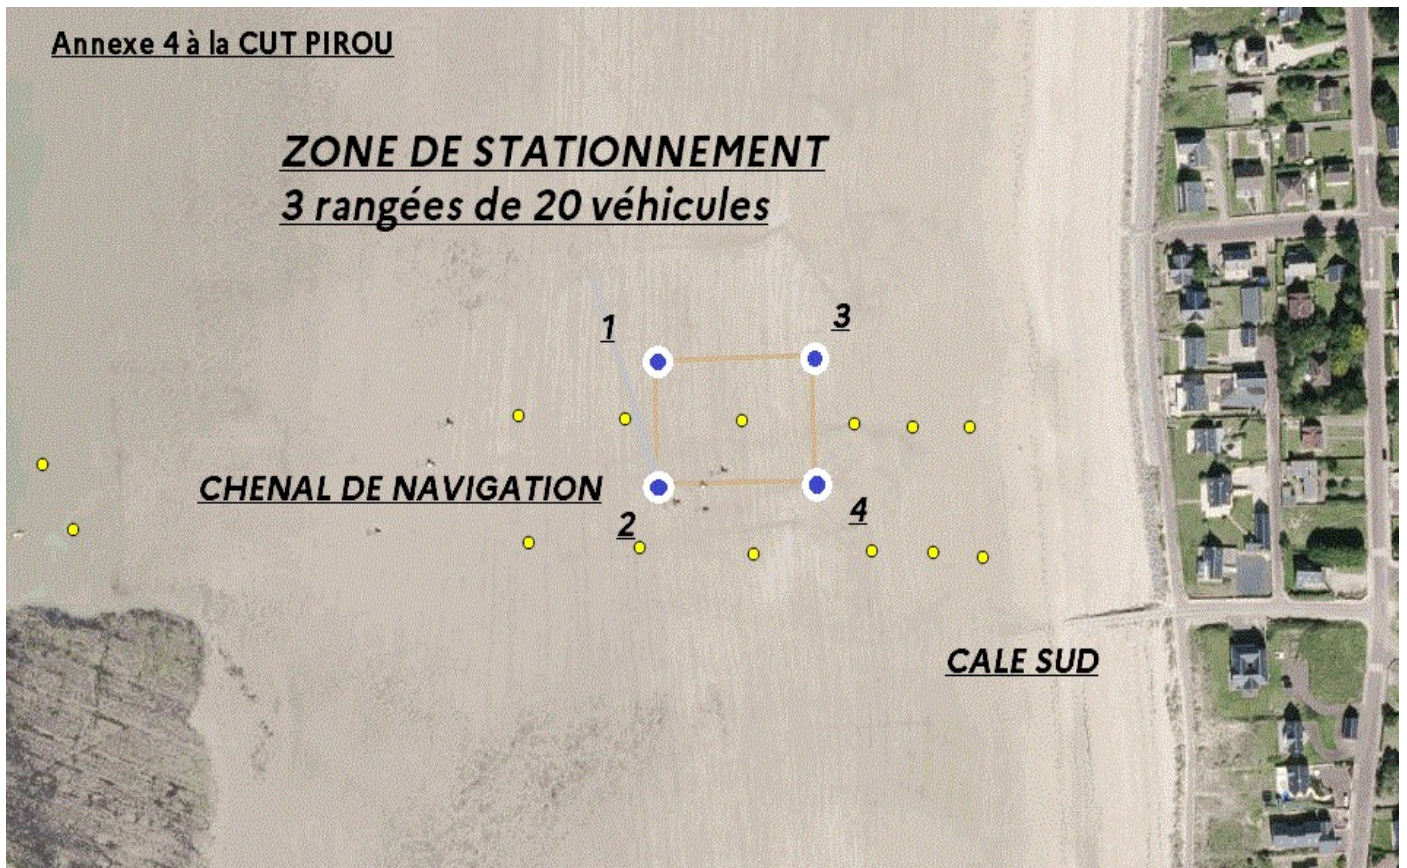 Annexe 4 à la CUT PIROU
ZONE DE STATIONNEMENT
3 rangées de 20 véhicules
1
3
CHENAL DE NAVIGATION
2
4
CALE SUD